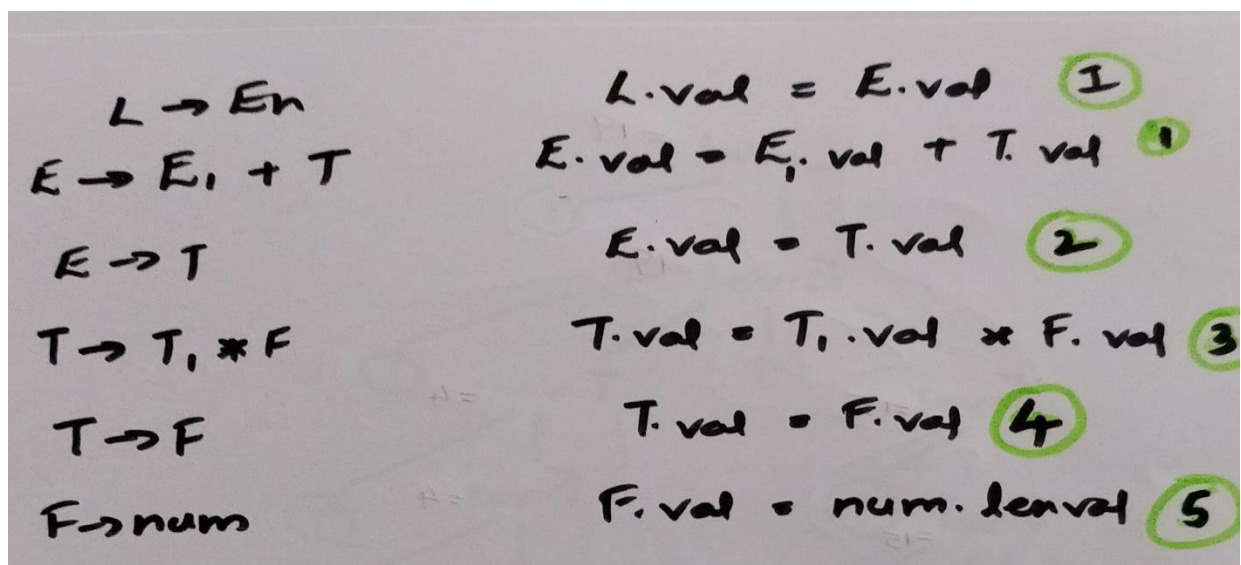 L → En L.val = E.val I
E → E₁ + T E.val = E₁.val + T.val 1
E → T E.val = T.val 2
T → T₁ * F T.val = T₁.val * F.val 3
T → F T.val = F.val 4
F → num F.val = num.lexval 5